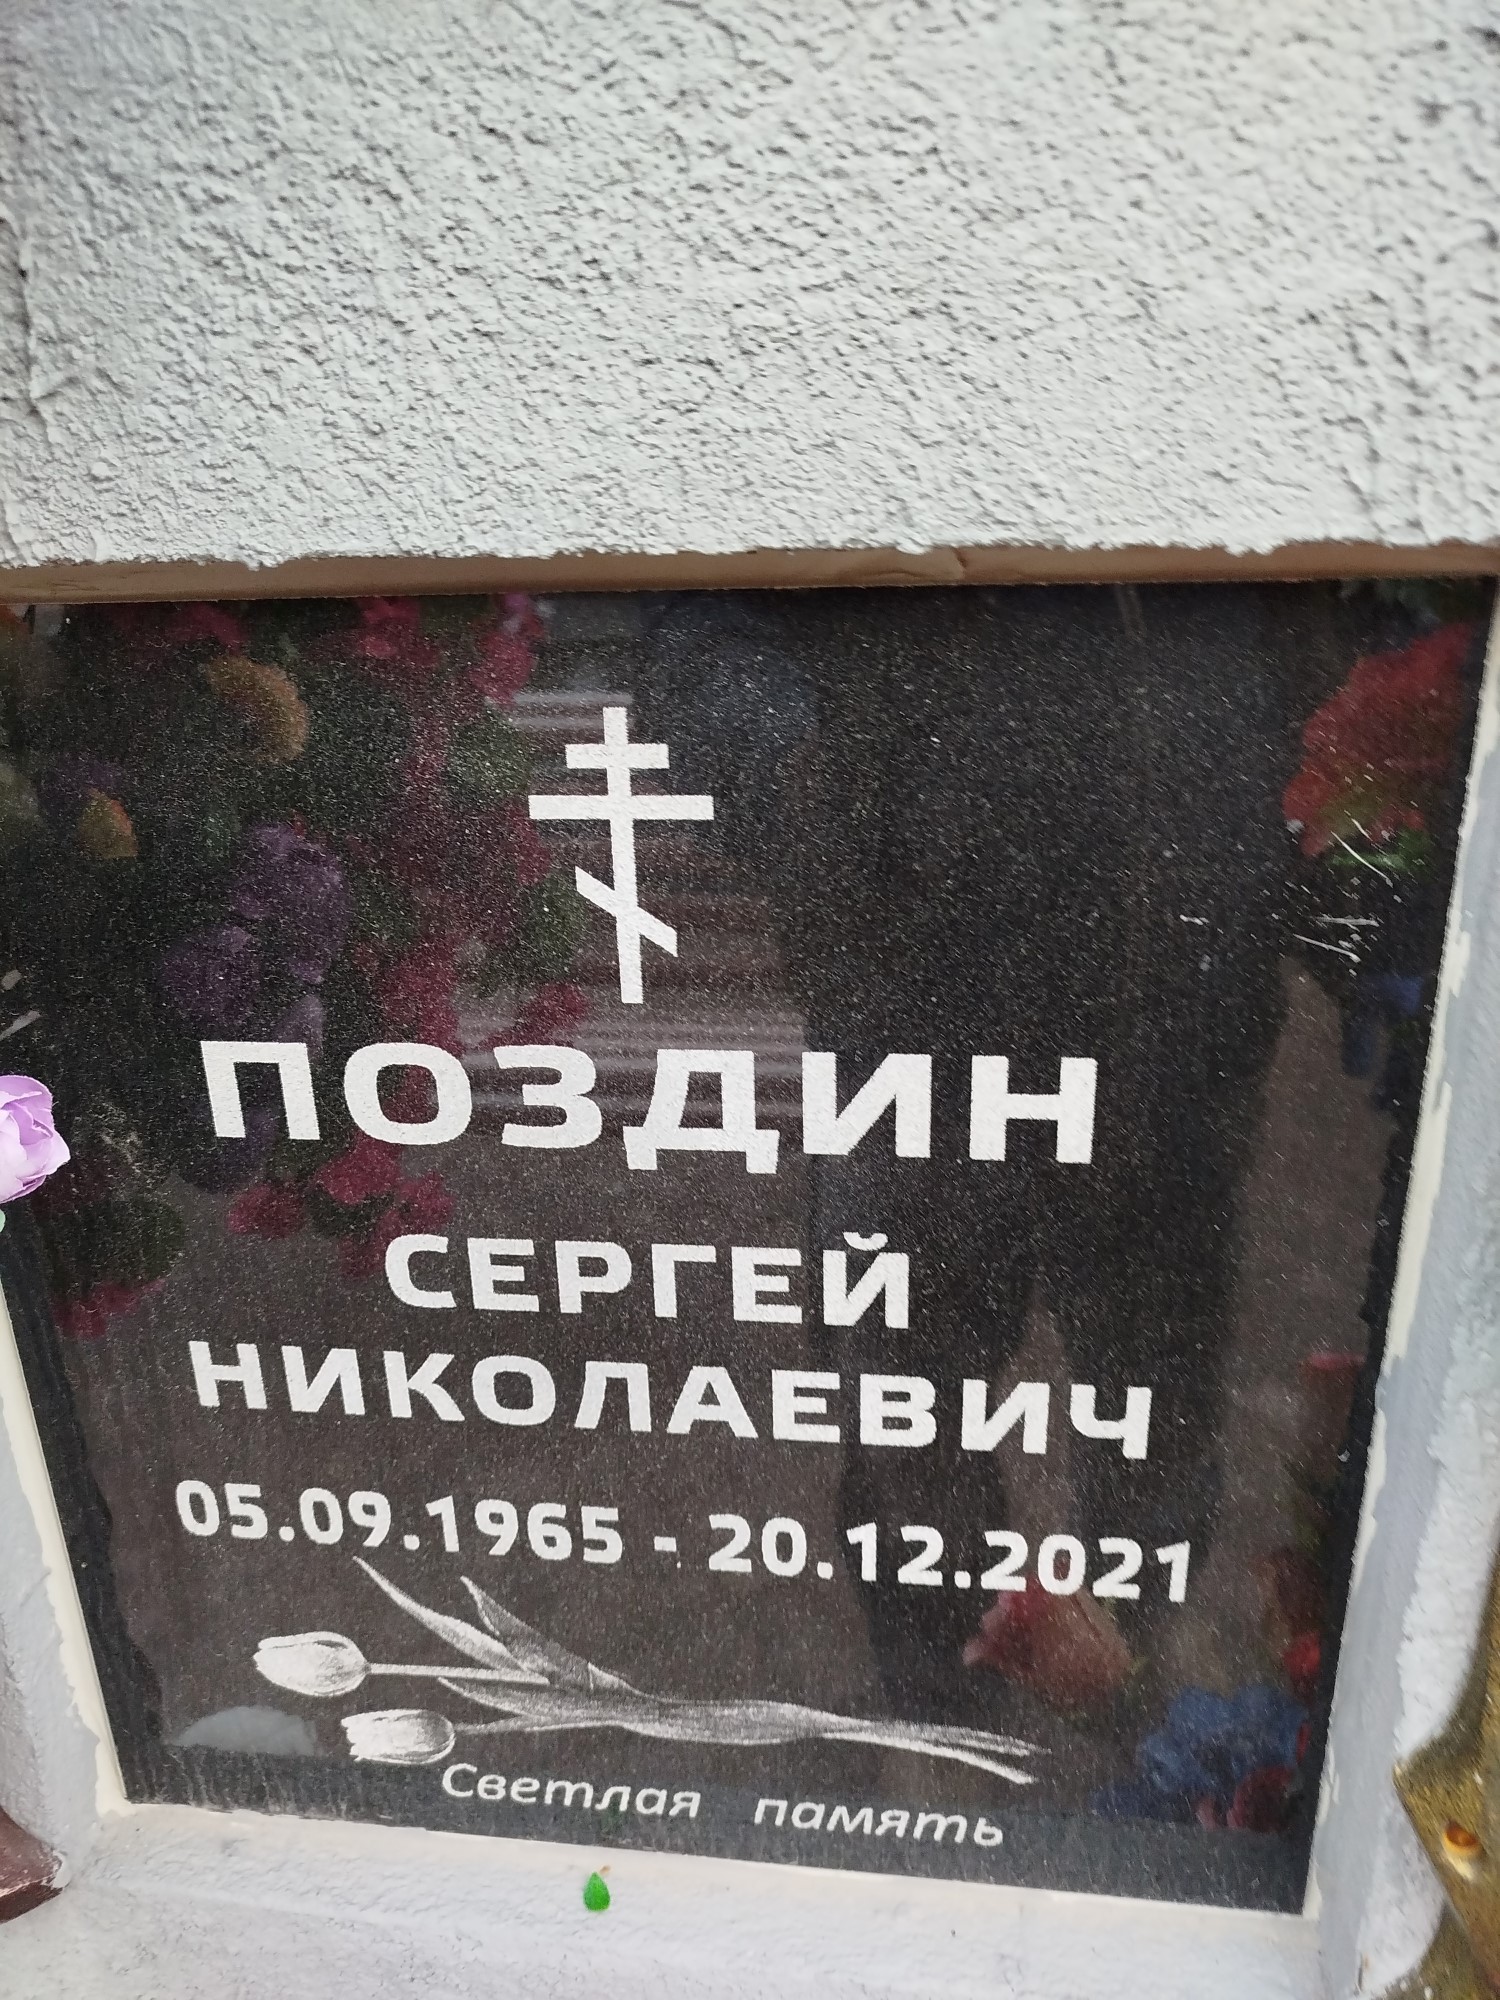 ПОЗДИН
СЕРГЕЙ
НИКОЛАЕВИЧ
05.09.1965 - 20.12.2021
Светлая память